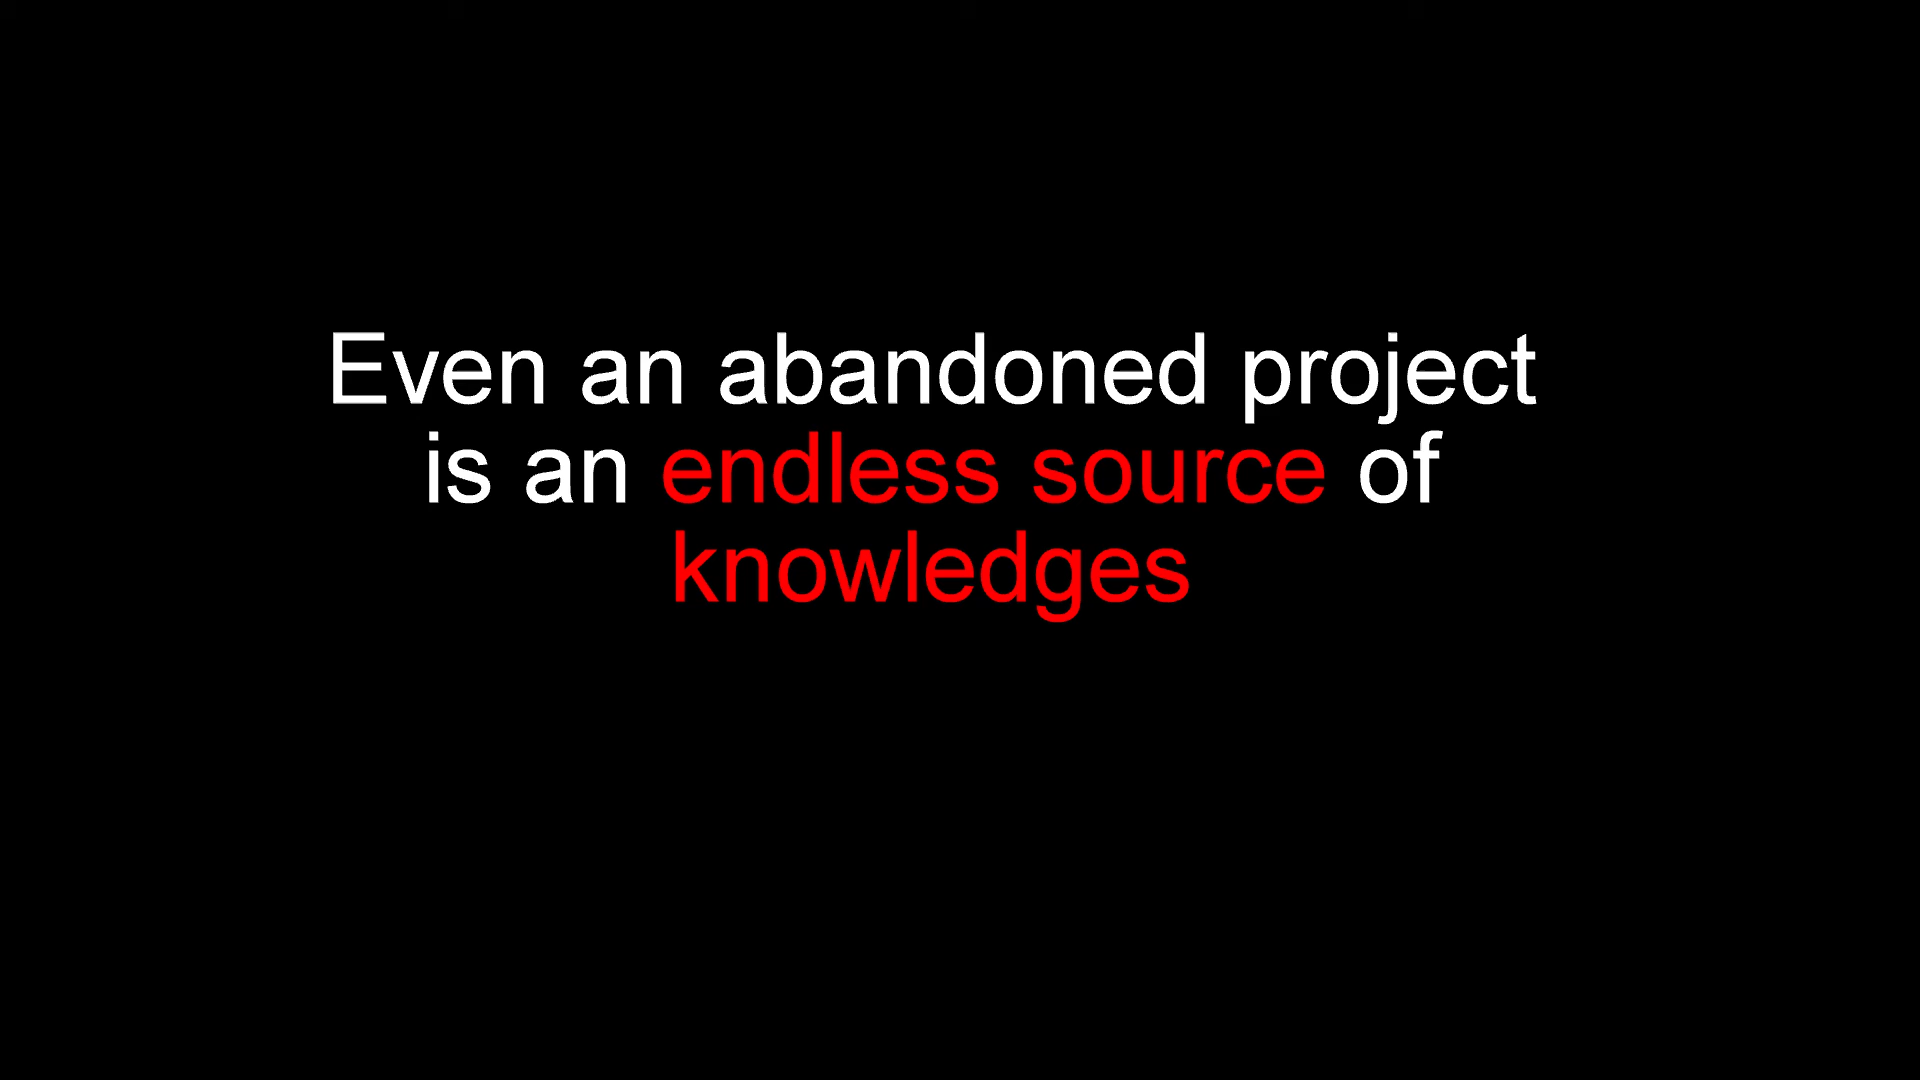 Even an abandoned project
is an endless source of
knowledges